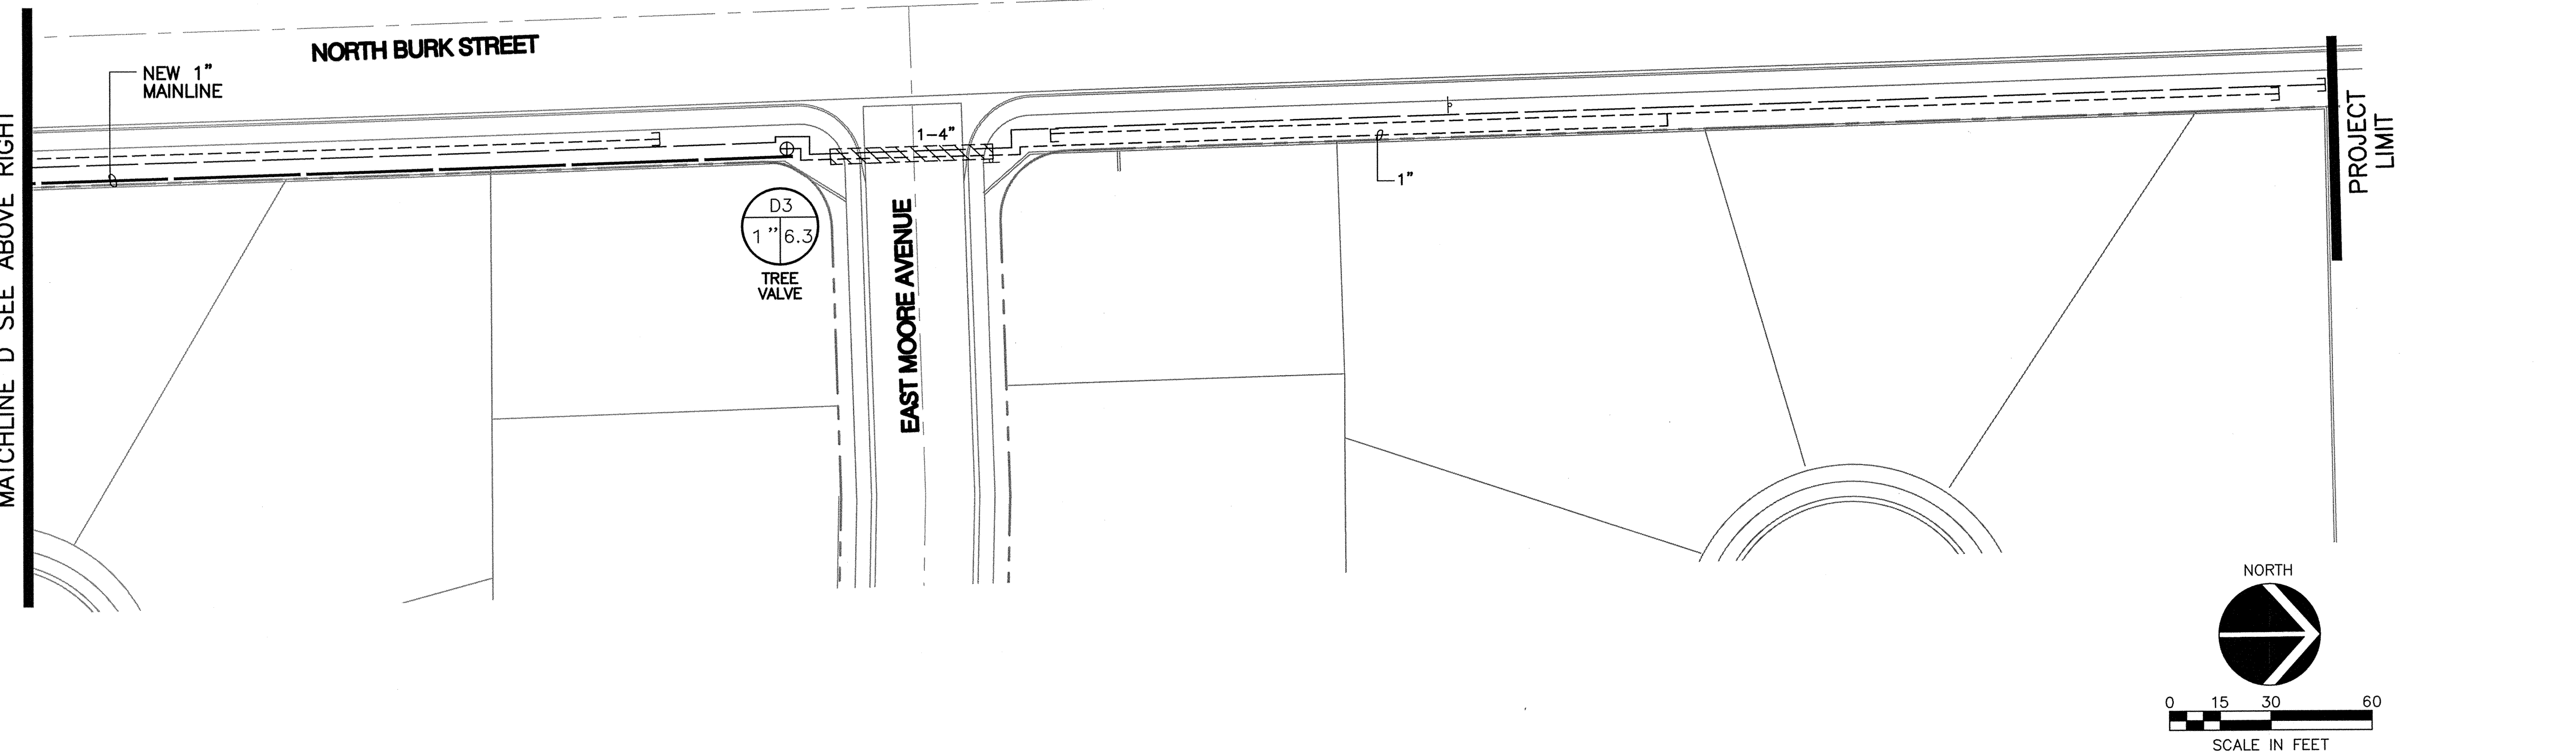 MATCHLINE D SEE ABOVE RIGHT
NORTH BURK STREET
NEW 1"
MAINLINE
1-4"
1"
D3
1" 6.3
TREE
VALVE
EAST MOORE AVENUE
PROJECT
LIMIT
NORTH
0 15 30 60
SCALE IN FEET